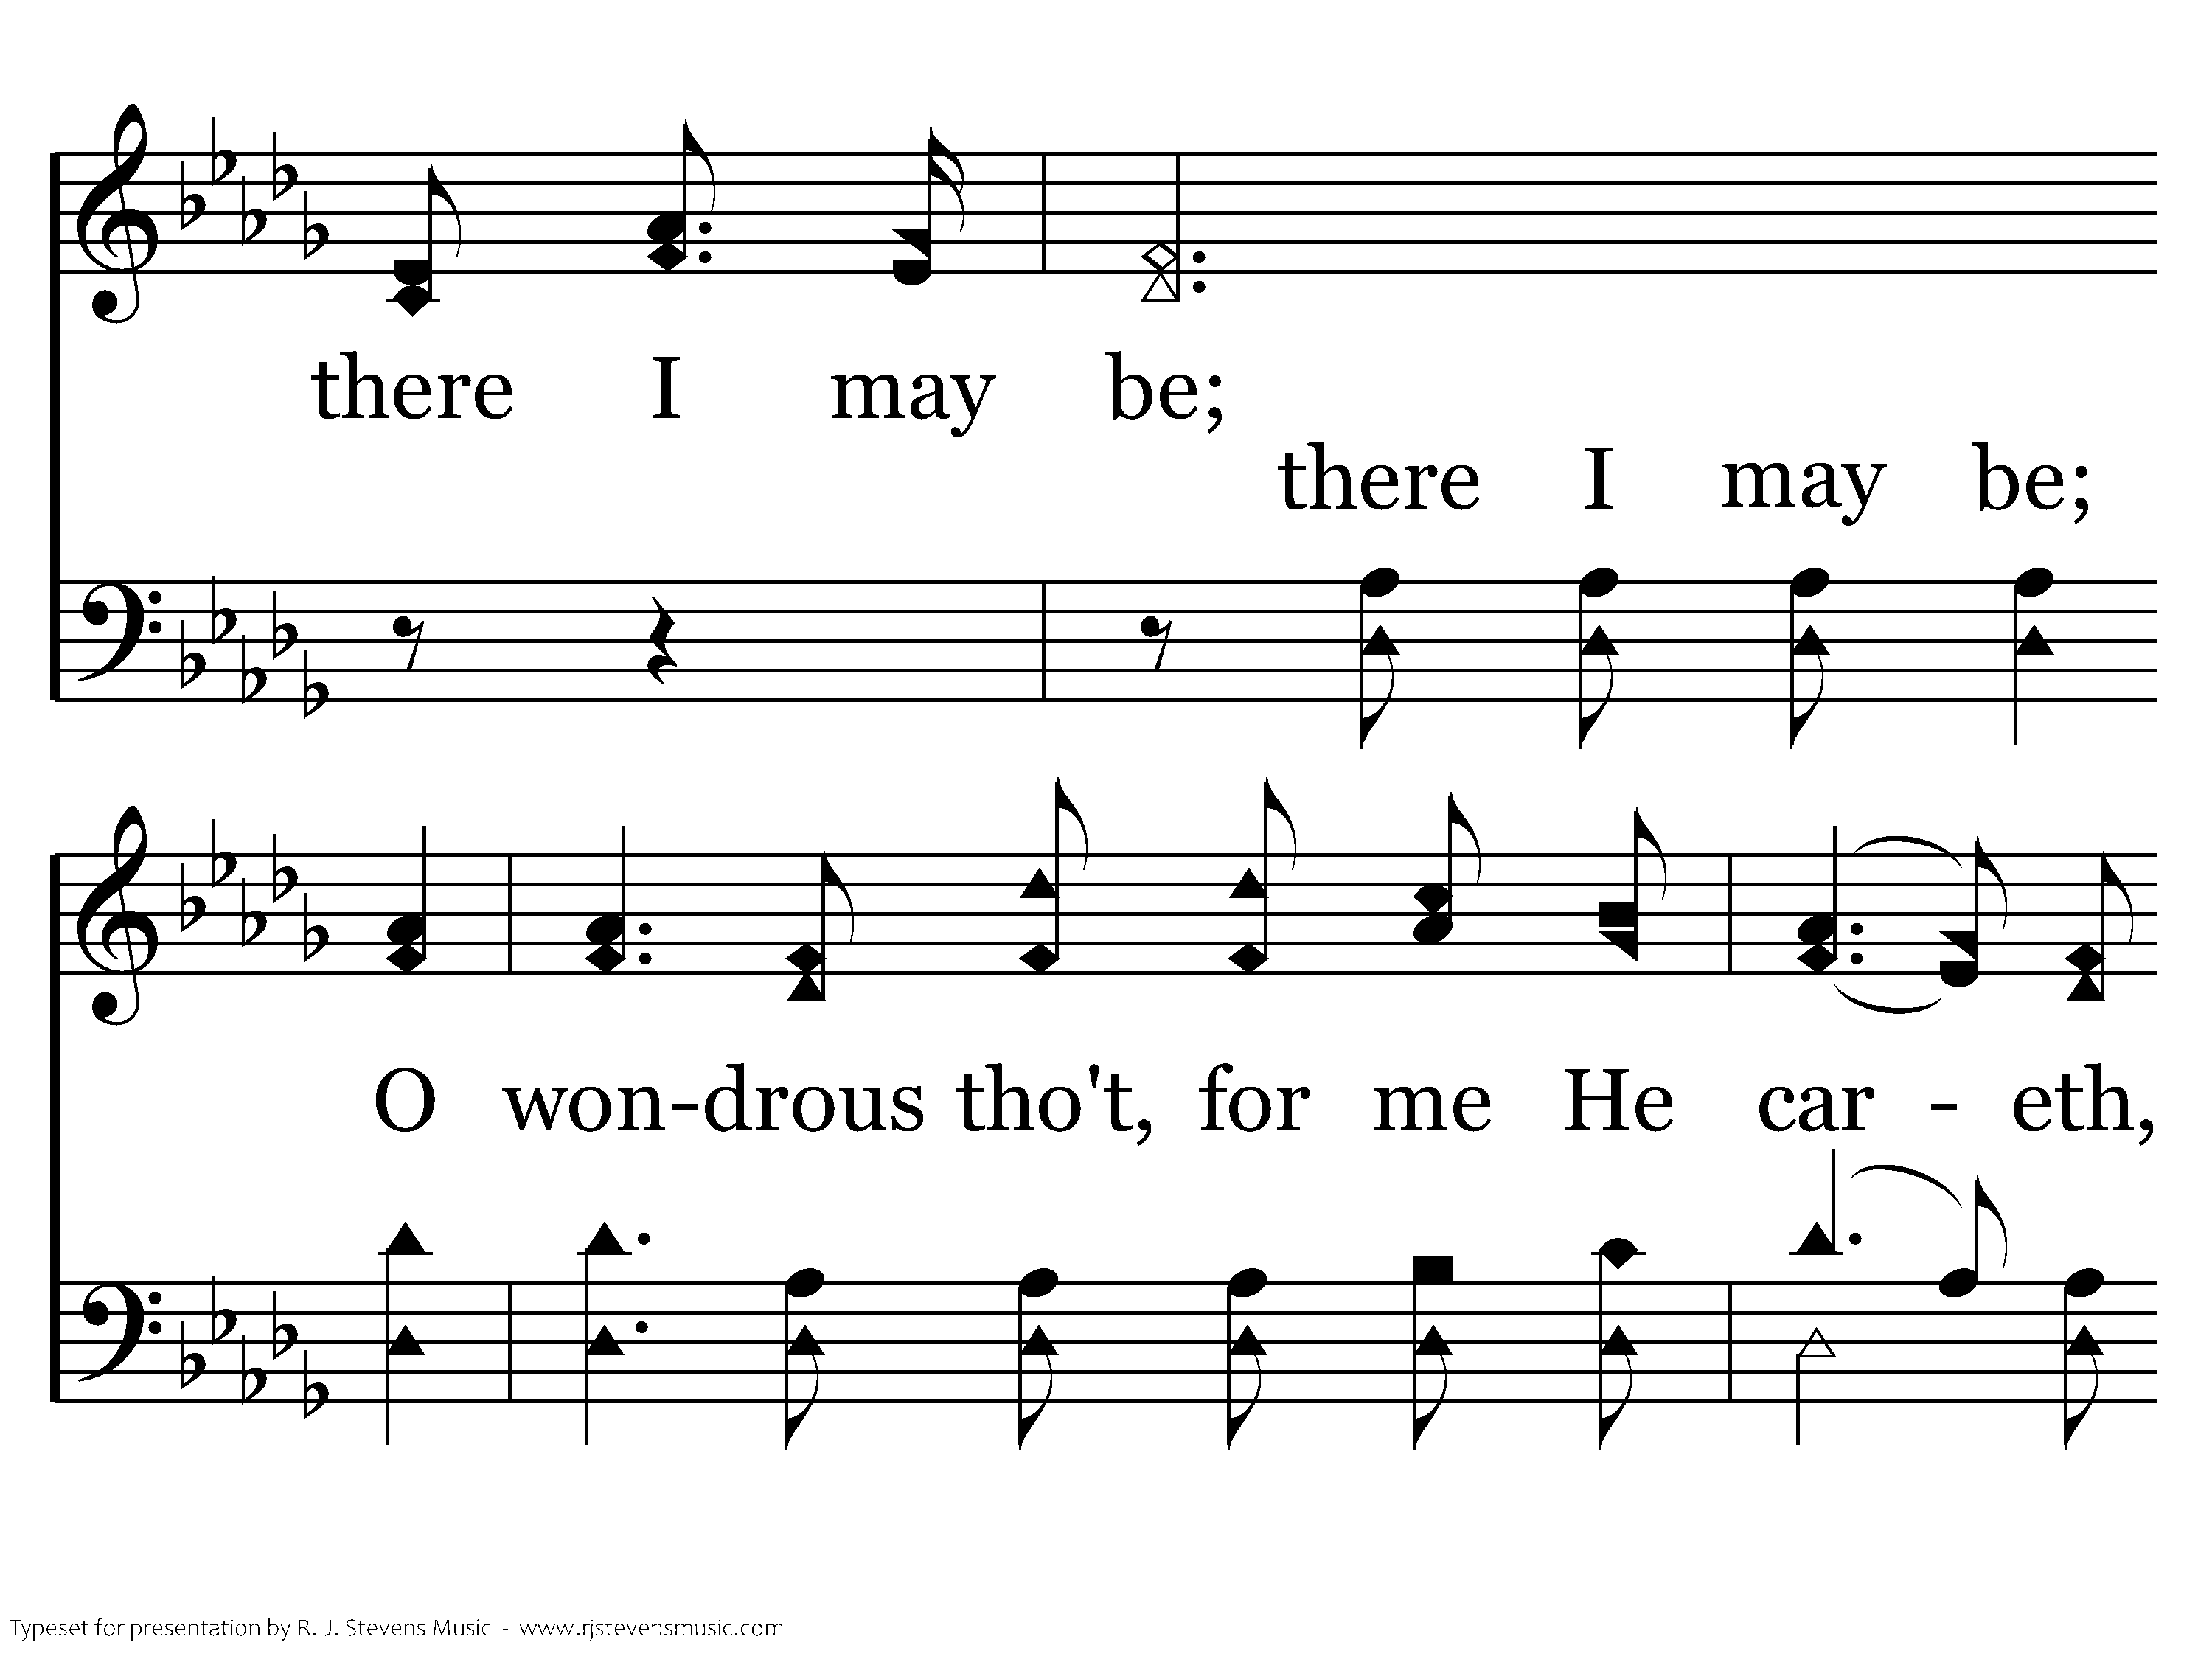 there I may be;
there I may be;
O won-drous tho't, for me He car - eth,
Typeset for presentation by R. J. Stevens Music - www.rjstevensmusic.com